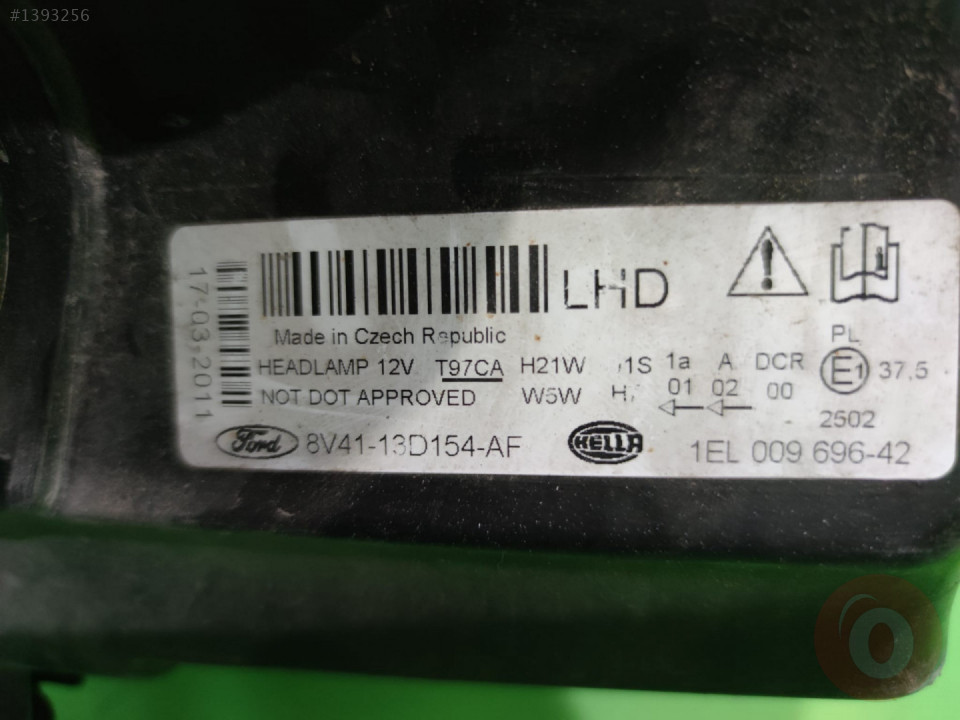 #1393256
LHD
17-03-2011
Made in Czech Republic
PL
HEADLAMP 12V T97CA H21W 1S 1a A DCR E1 37,5
NOT DOT APPROVED W5W 01 02 00
2502
Ford 8V41-13D154-AF HELLA 1EL 009 696-42